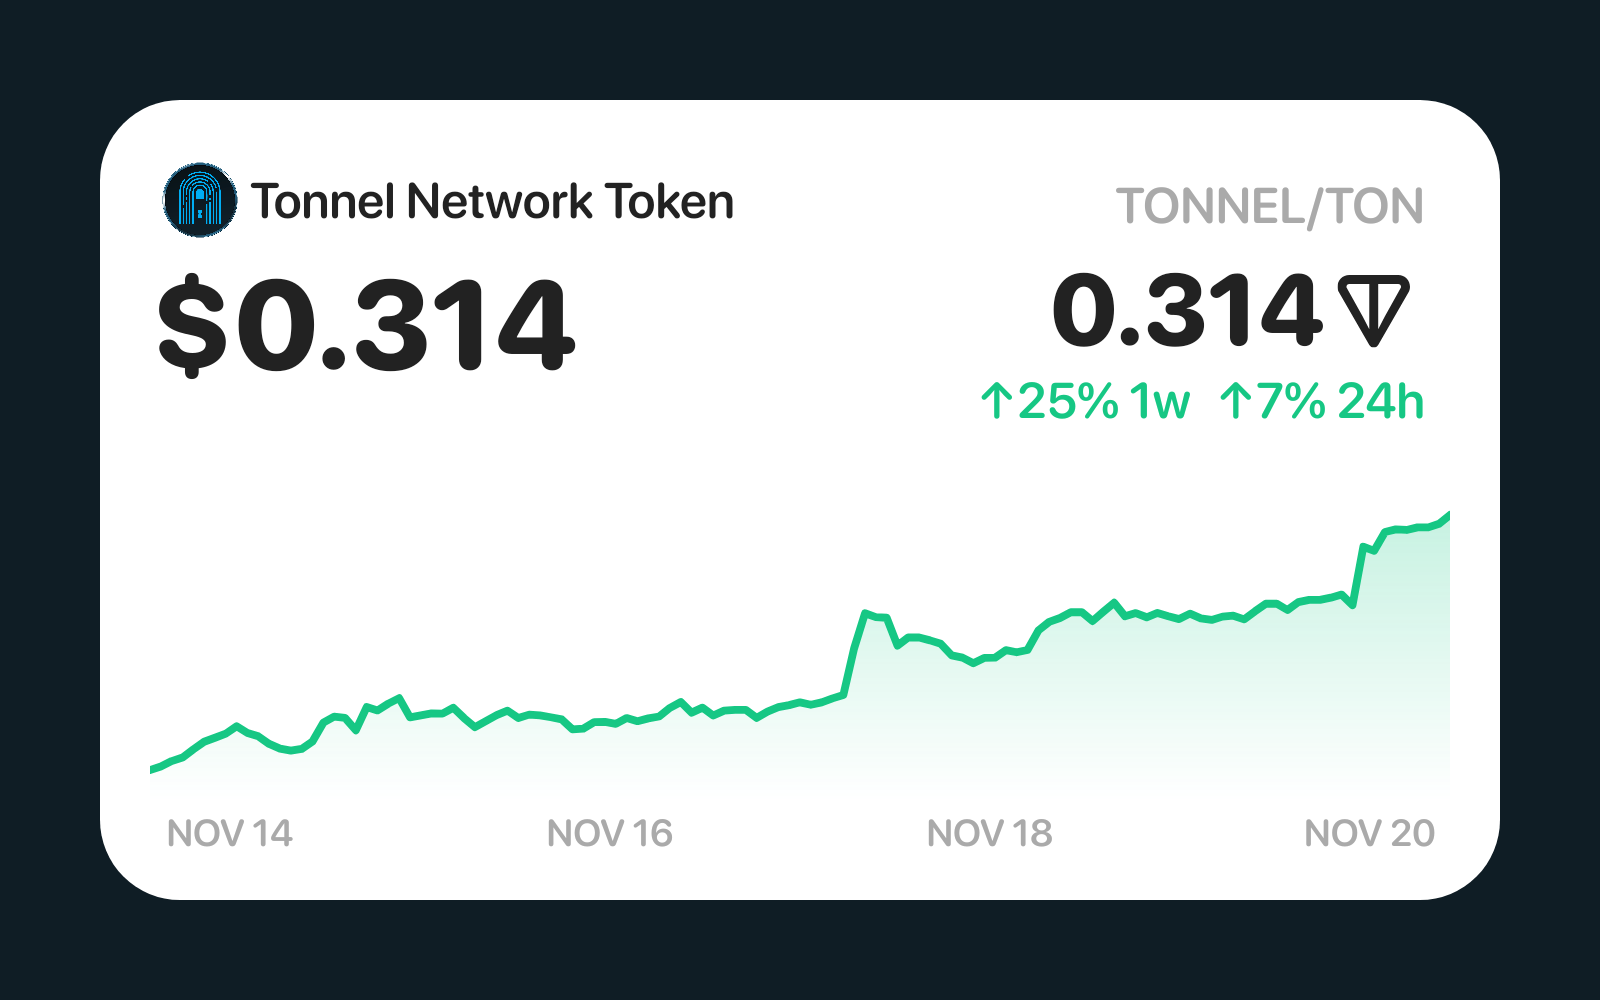 Tonnel Network Token
TONNEL/TON
$0.314
0.314
↑25% 1w ↑7% 24h
NOV 14 NOV 16 NOV 18 NOV 20